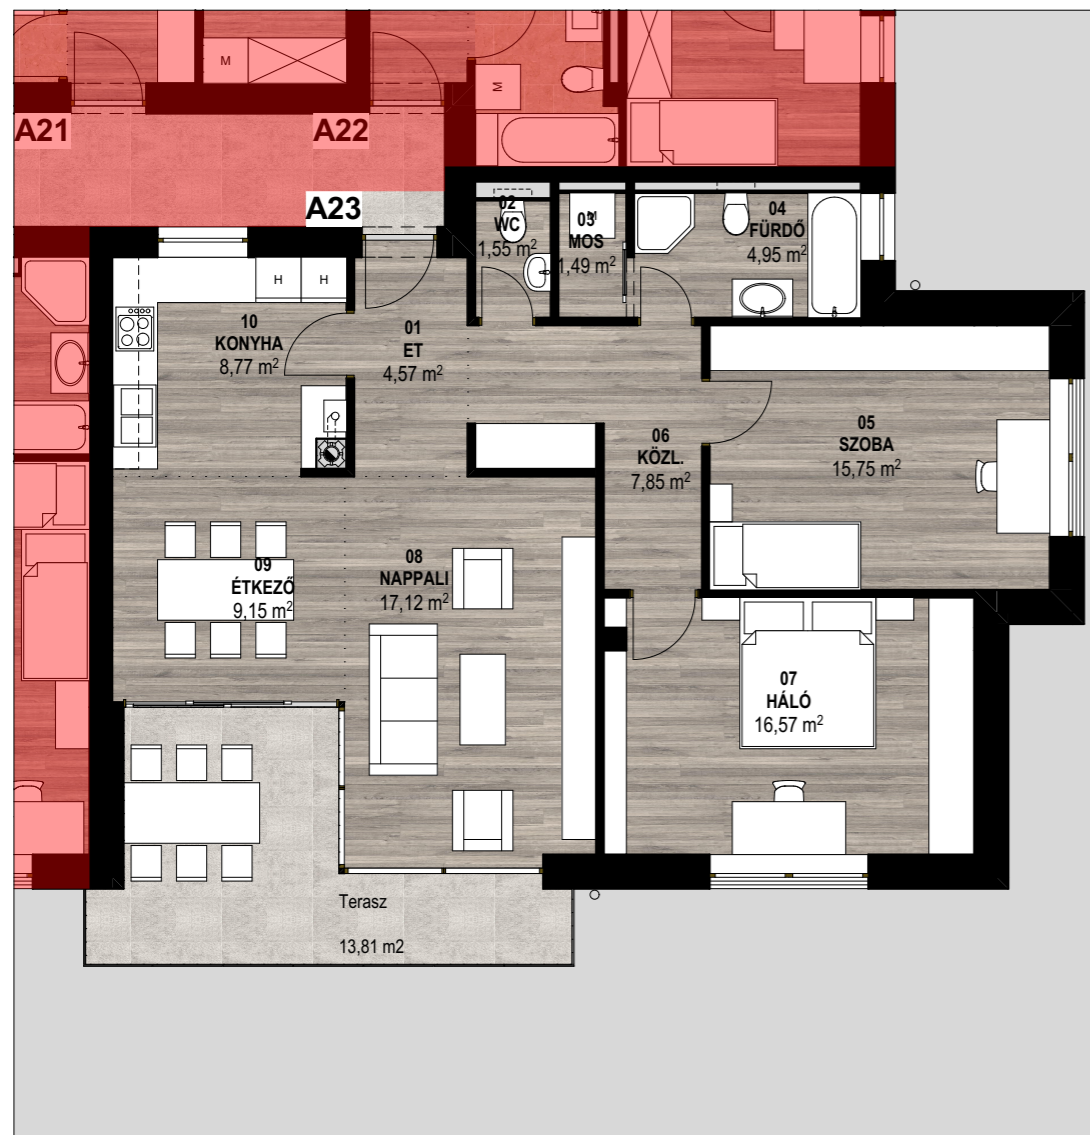 M
M
A21
A22
A23
02
WC
1,55 m²
03
M
MOS
1,49 m²
04
FÜRDŐ
4,95 m²
H
H
10
KONYHA
8,77 m²
01
ET
4,57 m²
06
KÖZL.
7,85 m²
05
SZOBA
15,75 m²
09
ÉTKEZŐ
9,15 m²
08
NAPPALI
17,12 m²
07
HÁLÓ
16,57 m²
Terasz
13,81 m2